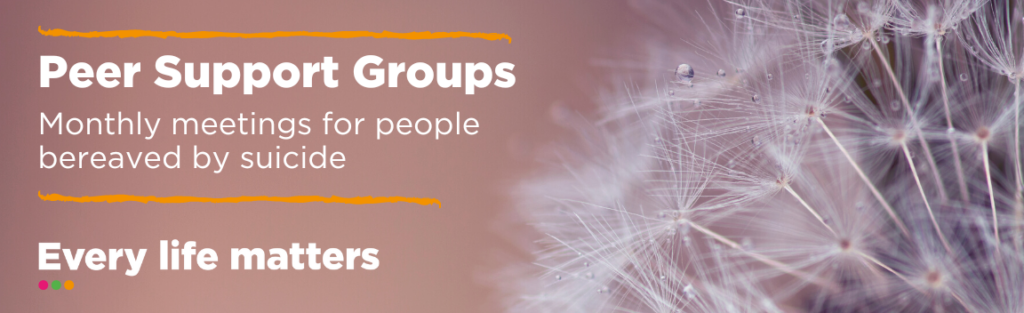 Peer Support Groups
Monthly meetings for people
bereaved by suicide
Every life matters